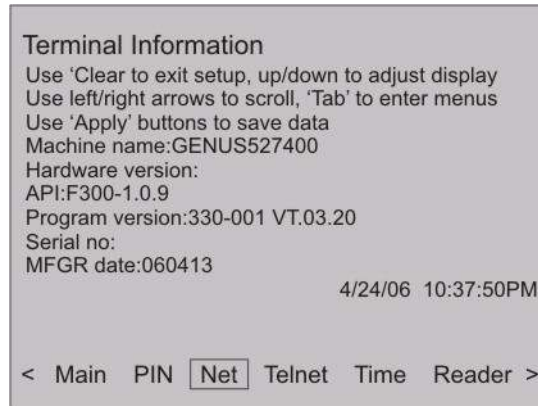 Terminal Information
Use ‘Clear to exit setup, up/down to adjust display
Use left/right arrows to scroll, ‘Tab’ to enter menus
Use ‘Apply’ buttons to save data
Machine name:GENUS527400
Hardware version:
API:F300-1.0.9
Program version:330-001 VT.03.20
Serial no:
MFGR date:060413
4/24/06 10:37:50PM
< Main PIN Net Telnet Time Reader >